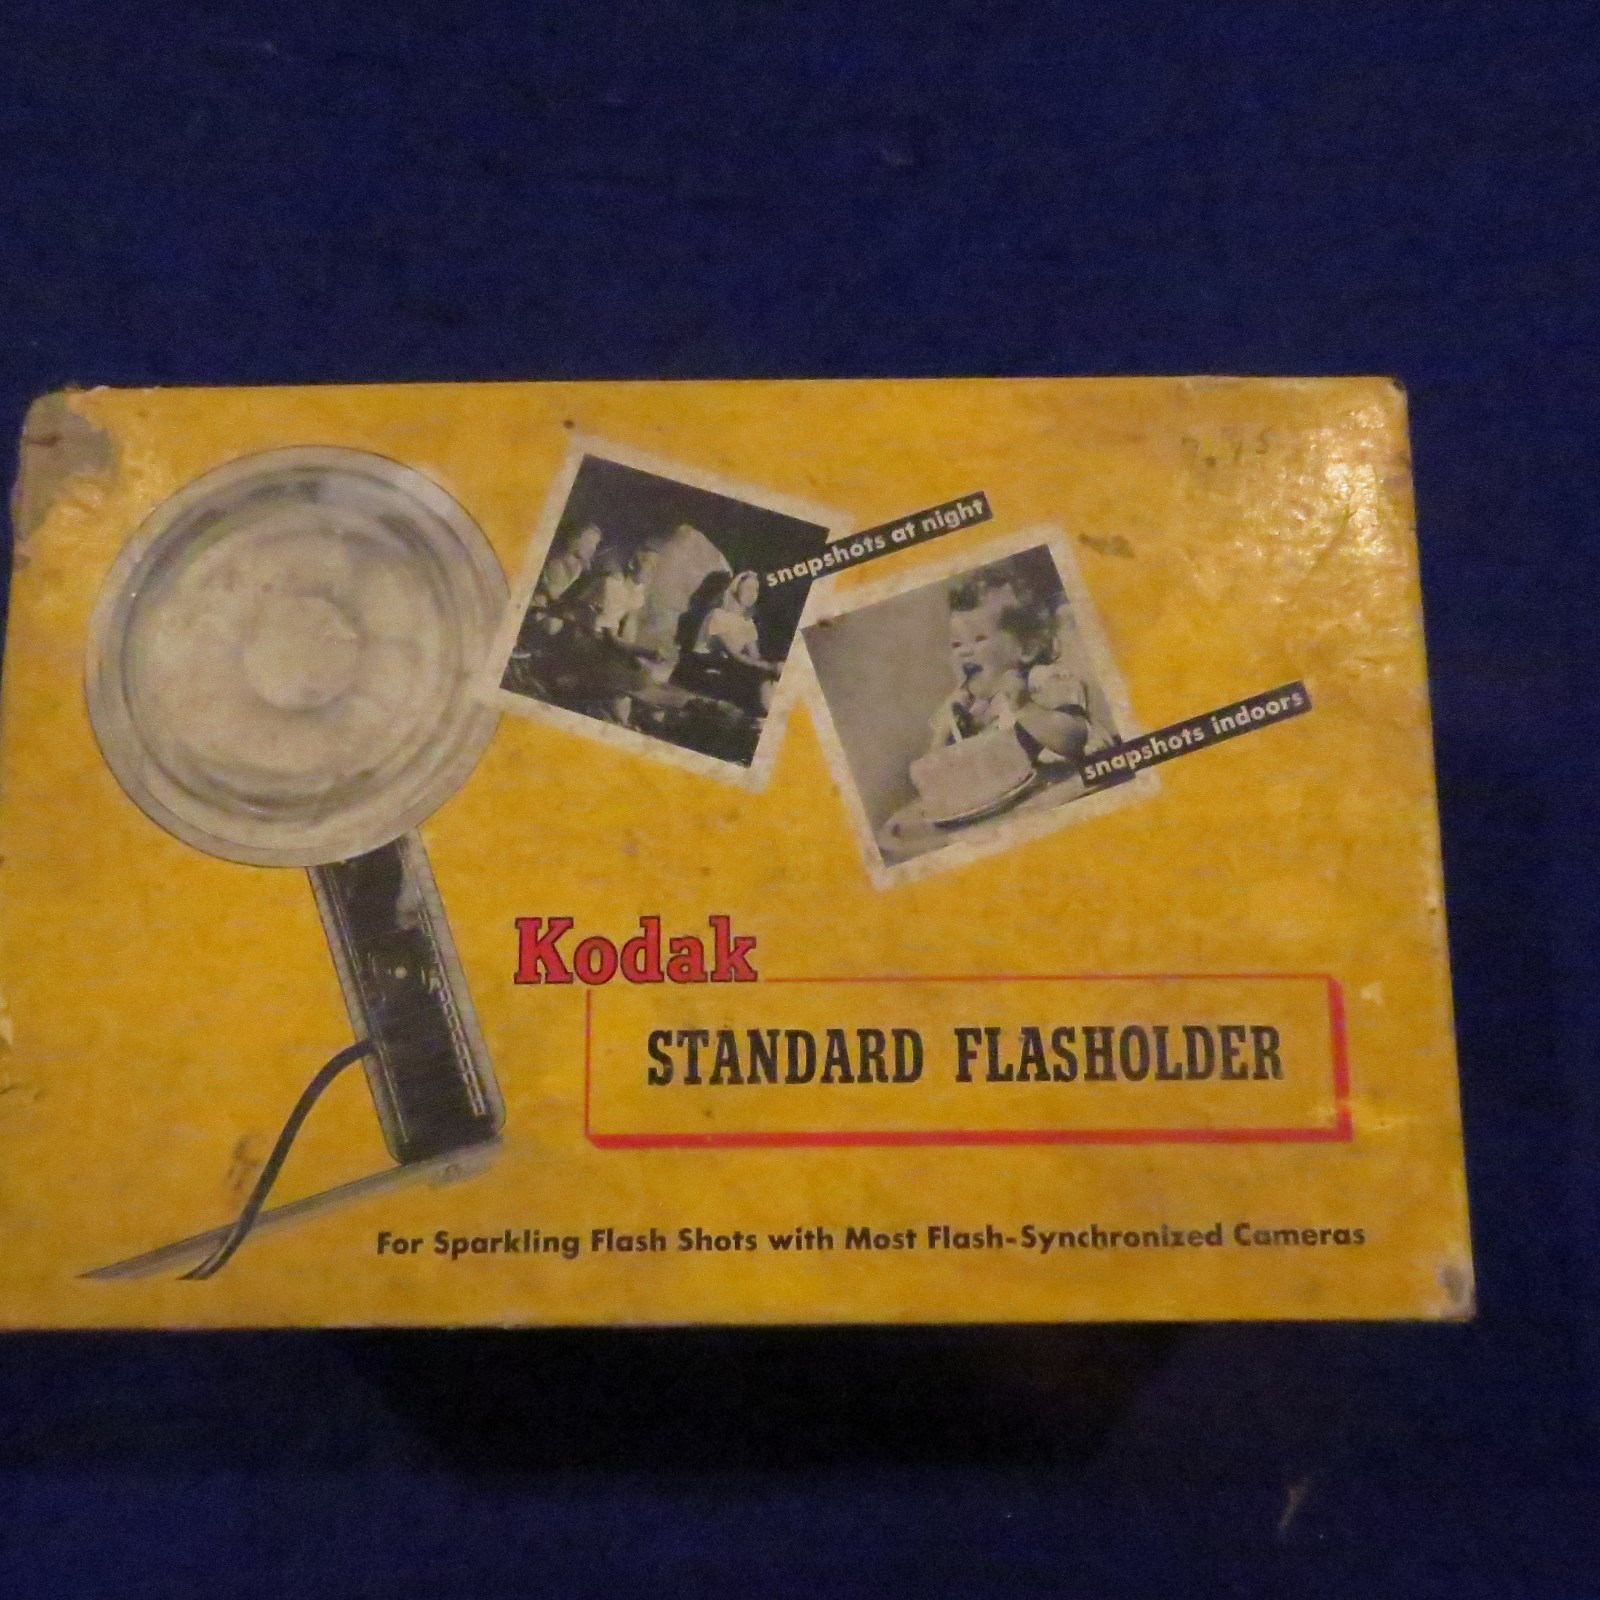 snapshots at night
snapshots indoors
Kodak
STANDARD FLASHOLDER
For Sparkling Flash Shots with Most Flash-Synchronized Cameras